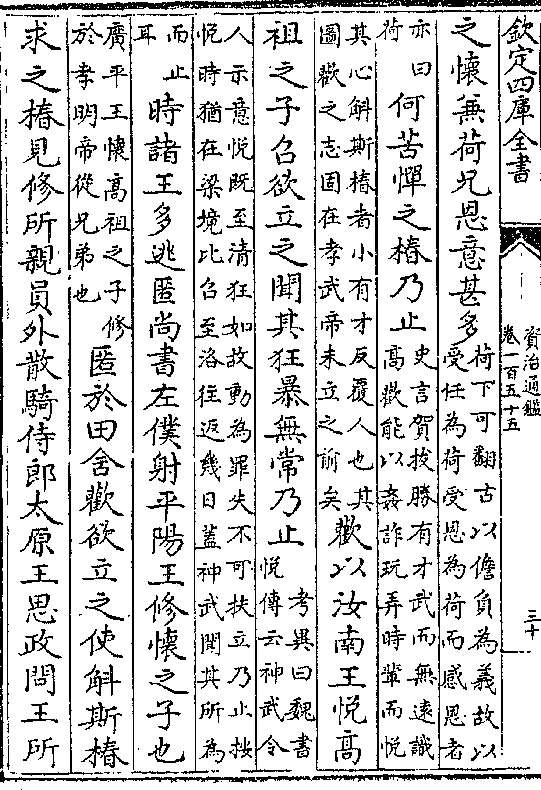 欽定四庫全書
資治通鑑
卷一百五十五
三十
之懷無荷兄恩意甚多荷下可翻古以儋負為義故以受任為荷受恩為荷而感恩者
亦曰荷何苦憚之椿乃止史言賀拔勝有才武而無遠識高歡能以姦詐玩弄時輩而悅
其心斛斯椿者小有才反覆人也其圖歡之志固在孝武帝未立之前矣歡以汝南王悅高
祖之子召欲立之聞其狂暴無常乃止考異曰魏書悅傳云神武令
人示意悅既至清狂如故動為罪失不可扶立乃止按悅時猶在梁境比召至洛往返幾日蓋神武聞其所為
而止耳時諸王多逃匿尚書左僕射平陽王修懷之子也
廣平王懷高祖之子修於孝明帝從兄弟也匿於田舍歡欲立之使斛斯椿
求之椿見修所親員外散騎侍郎太原王思政問王所